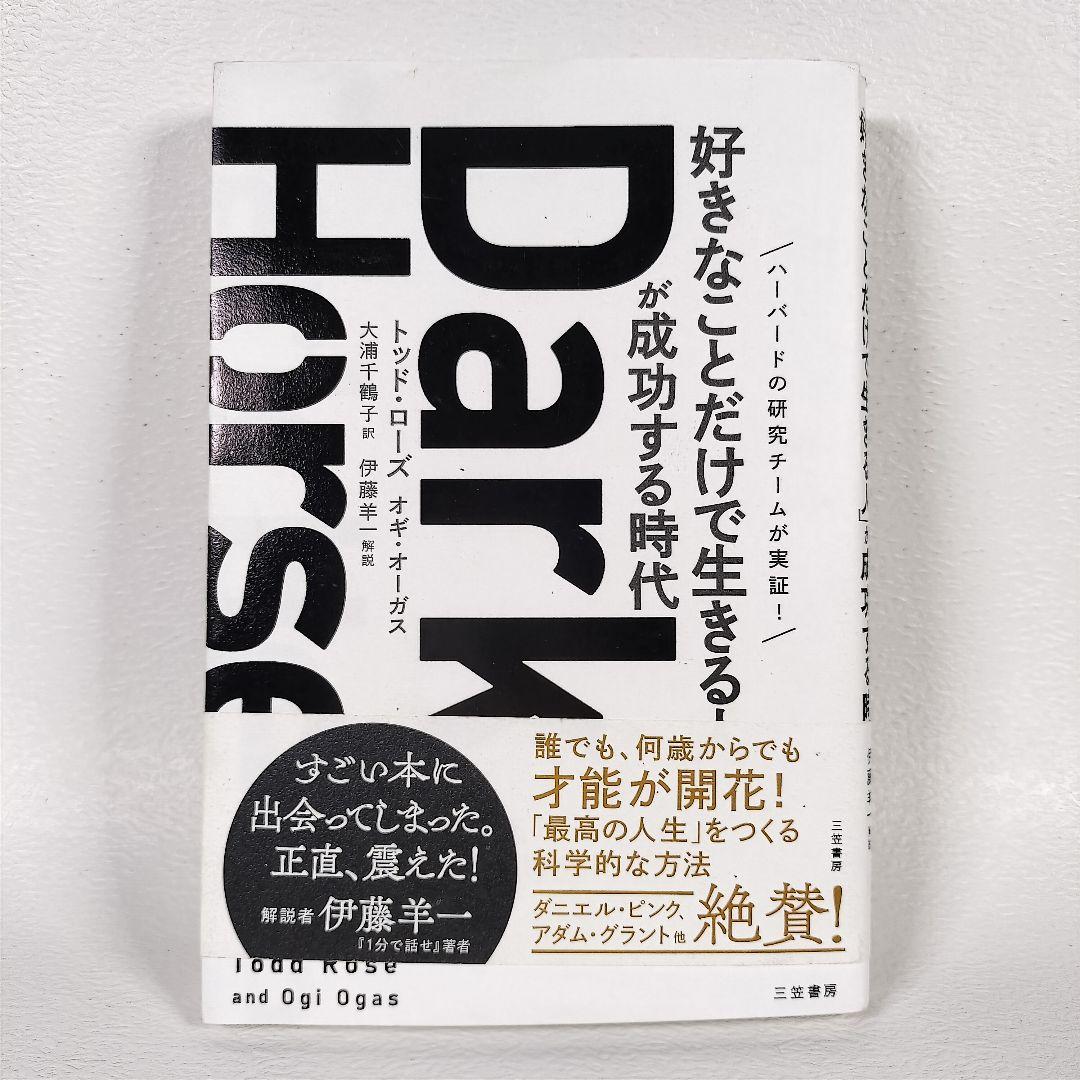 ＼ハーバードの研究チームが実証！／
好きなことだけで生きる人
が成功する時代
Dark
Horse
トッド・ローズ オギ・オーガス
大浦千鶴子 訳 伊藤羊一 解説
すごい本に
出会ってしまった。
正直、震えた！
解説者 伊藤羊一
『1分で話せ』著者
誰でも、何歳からでも
才能が開花！
「最高の人生」をつくる
科学的な方法
ダニエル・ピンク、
アダム・グラント他
絶賛！
Todd Rose
and Ogi Ogas
三笠書房
三笠書房